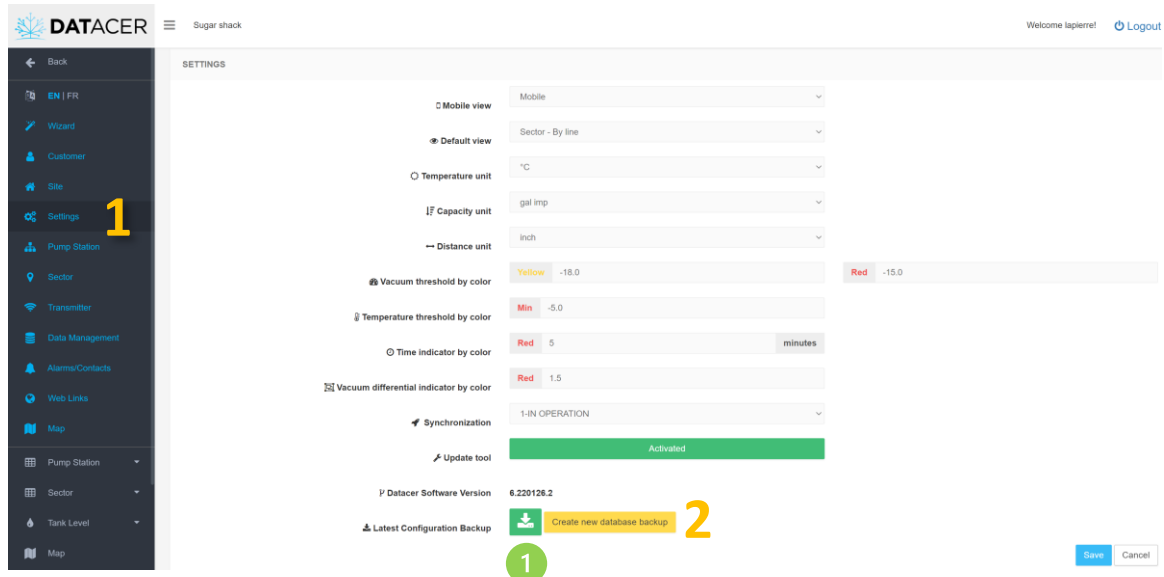 DATACER
Sugar shack
Welcome lapierre!
Logout
Back
EN | FR
Wizard
Customer
Site
Settings
1
Pump Station
Sector
Transmitter
Data Management
Alarms/Contacts
Web Links
Map
Pump Station
Sector
Tank Level
Map
SETTINGS
Mobile view
Mobile
Default view
Sector - By line
Temperature unit
°C
Capacity unit
gal imp
Distance unit
inch
Vacuum threshold by color
Yellow -18.0
Red -15.0
Temperature threshold by color
Min -5.0
Time indicator by color
Red 5 minutes
Vacuum differential indicator by color
Red 1.5
Synchronization
1-IN OPERATION
Update tool
Activated
Datacer Software Version
6.220126.2
Latest Configuration Backup
Create new database backup
2
1
Save
Cancel